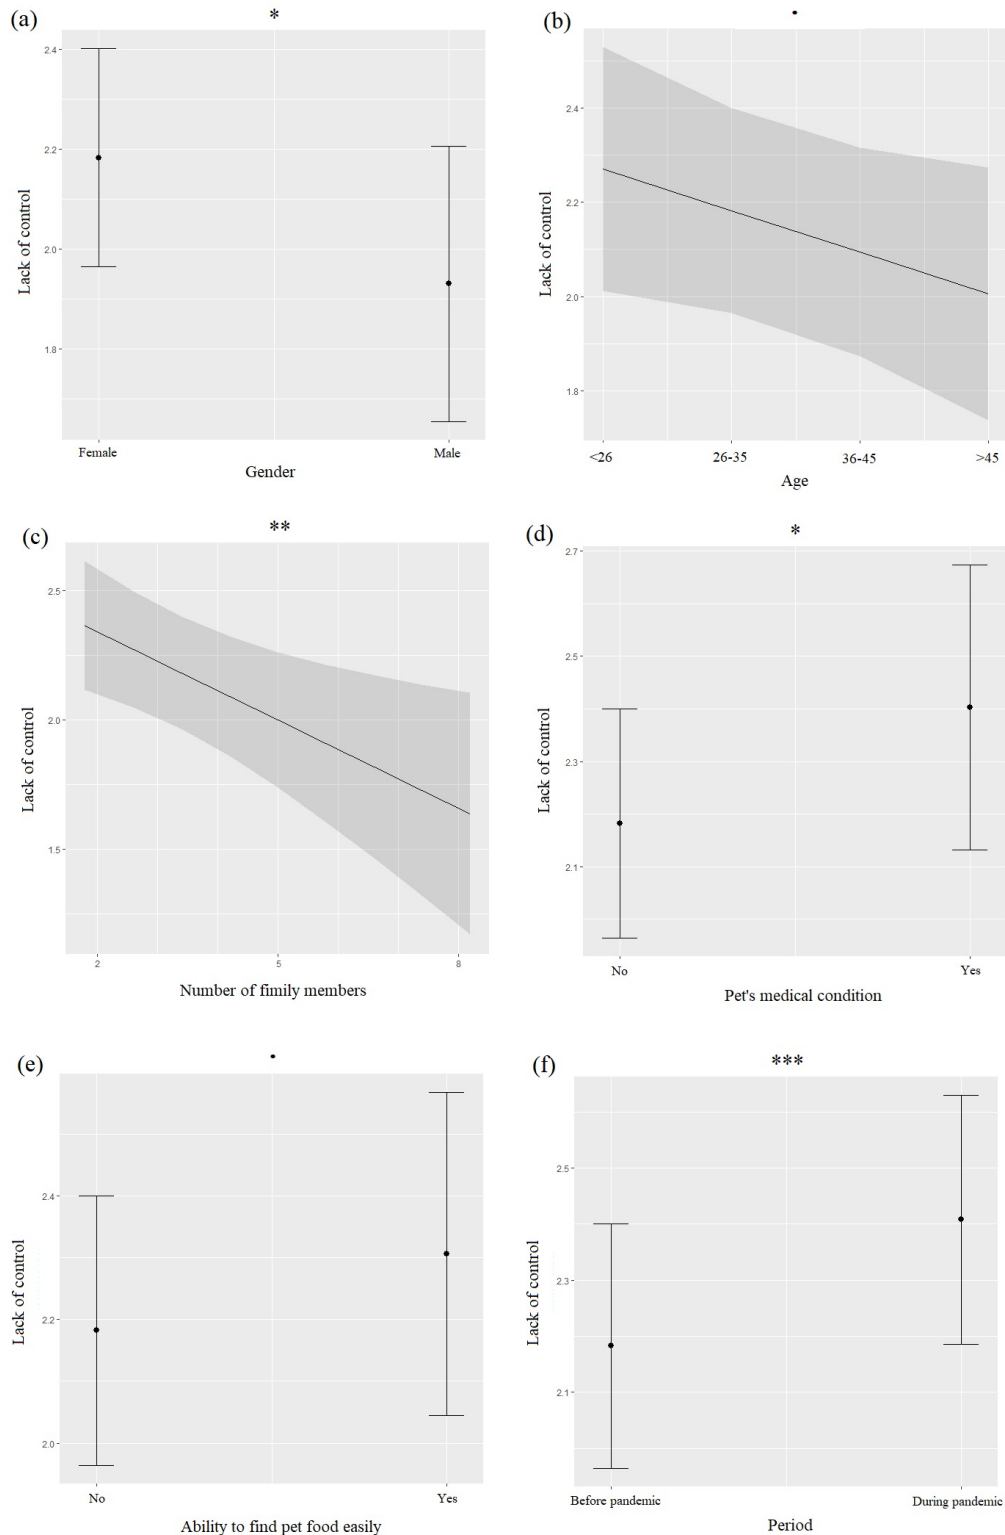 (a)
*
2.4
2.2
2.0
1.8
Lack of control
Female
Male
Gender
(b)
•
2.4
2.2
2.0
1.8
Lack of control
<26
26-35
36-45
>45
Age
(c)
**
2.5
2.0
1.5
Lack of control
2
5
8
Number of fimily members
(d)
*
2.7
2.5
2.3
2.1
Lack of control
No
Yes
Pet's medical condition
(e)
•
2.4
2.2
2.0
Lack of control
No
Yes
Ability to find pet food easily
(f)
***
2.5
2.3
2.1
Lack of control
Before pandemic
During pandemic
Period